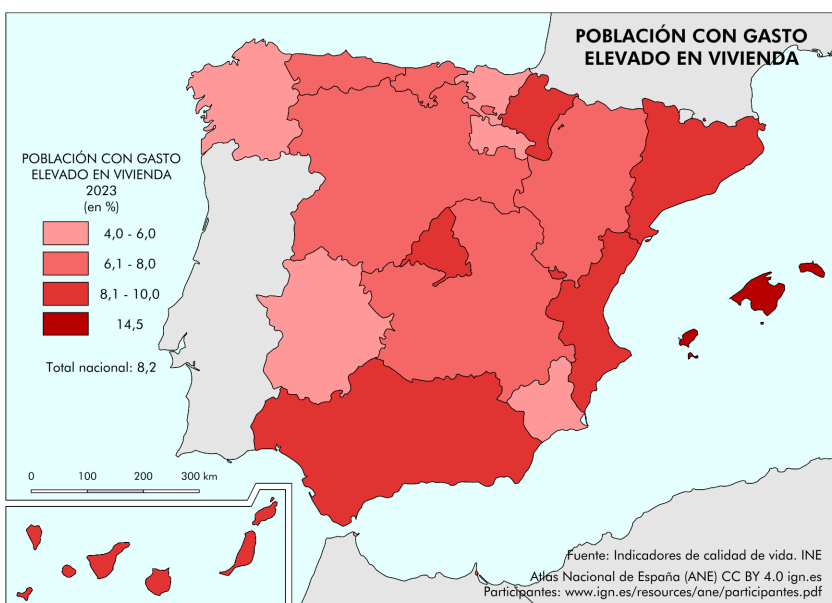 POBLACIÓN CON GASTO
ELEVADO EN VIVIENDA
POBLACIÓN CON GASTO
ELEVADO EN VIVIENDA
2023
(en %)
4,0 - 6,0
6,1 - 8,0
8,1 - 10,0
14,5
Total nacional: 8,2
0 100 200 300 km
Fuente: Indicadores de calidad de vida. INE
Atlas Nacional de España (ANE) CC BY 4.0 ign.es
Participantes: www.ign.es/resources/ane/participantes.pdf